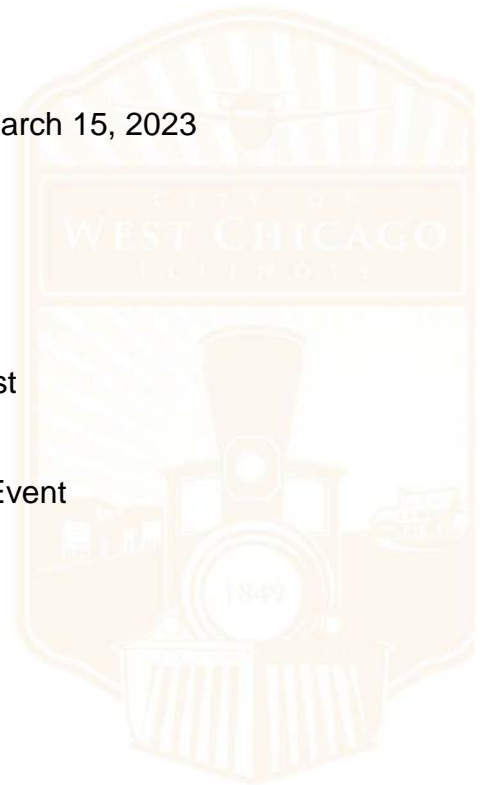 arch 15, 2023
CITY OF
WEST CHICAGO
ILLINOIS
st
Event
1849